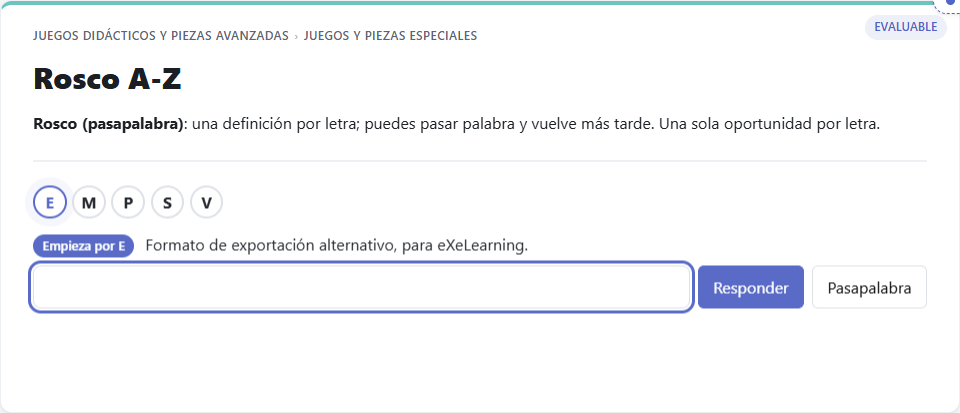 JUEGOS DIDÁCTICOS Y PIEZAS AVANZADAS › JUEGOS Y PIEZAS ESPECIALES
EVALUABLE
Rosco A-Z
Rosco (pasapalabra): una definición por letra; puedes pasar palabra y vuelve más tarde. Una sola oportunidad por letra.
E M P S V
Empieza por E Formato de exportación alternativo, para eXeLearning.
Responder Pasapalabra